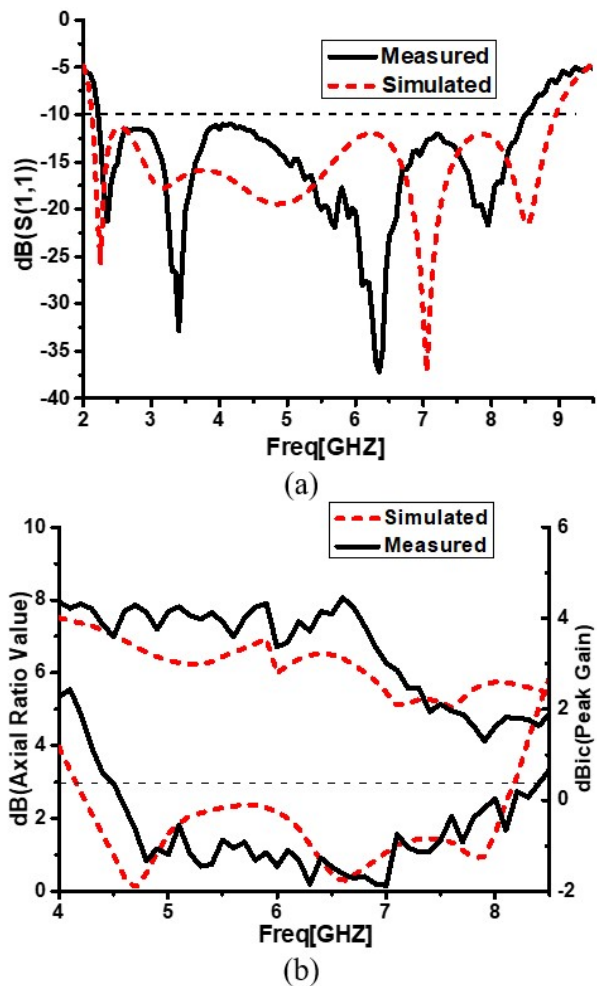 -5
-10
-15
-20
-25
-30
-35
-40
dB(S(1,1))
Measured
Simulated
2 3 4 5 6 7 8 9
Freq[GHZ]
(a)
Simulated
Measured
10
8
6
4
2
0
dB(Axial Ratio Value)
6
4
2
0
-2
dBic(Peak Gain)
4 5 6 7 8
Freq[GHZ]
(b)